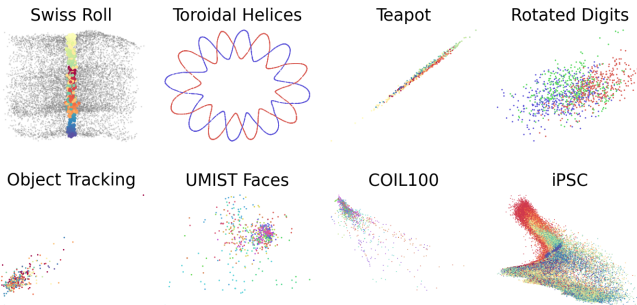 Swiss Roll
Toroidal Helices
Teapot
Rotated Digits
Object Tracking
UMIST Faces
COIL100
iPSC